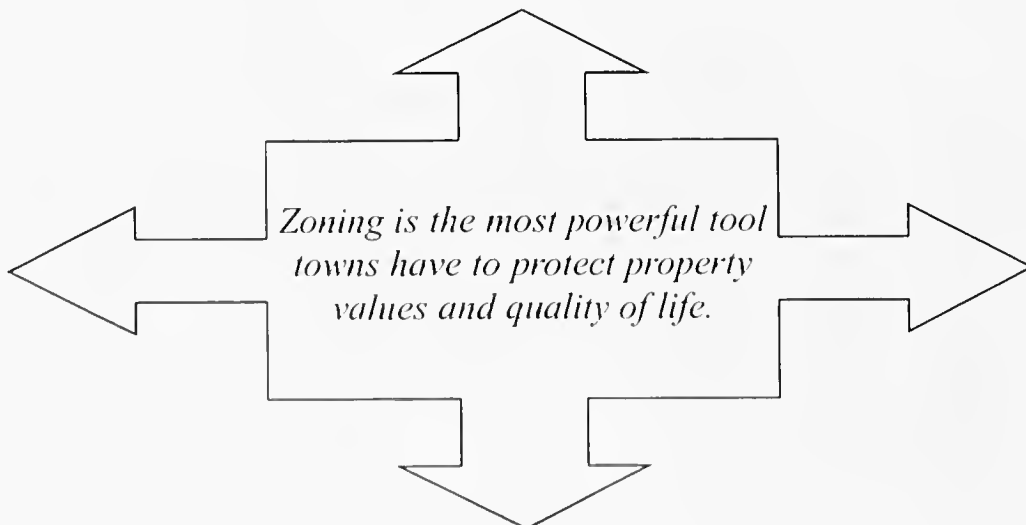 Zoning is the most powerful tool
towns have to protect property
values and quality of life.